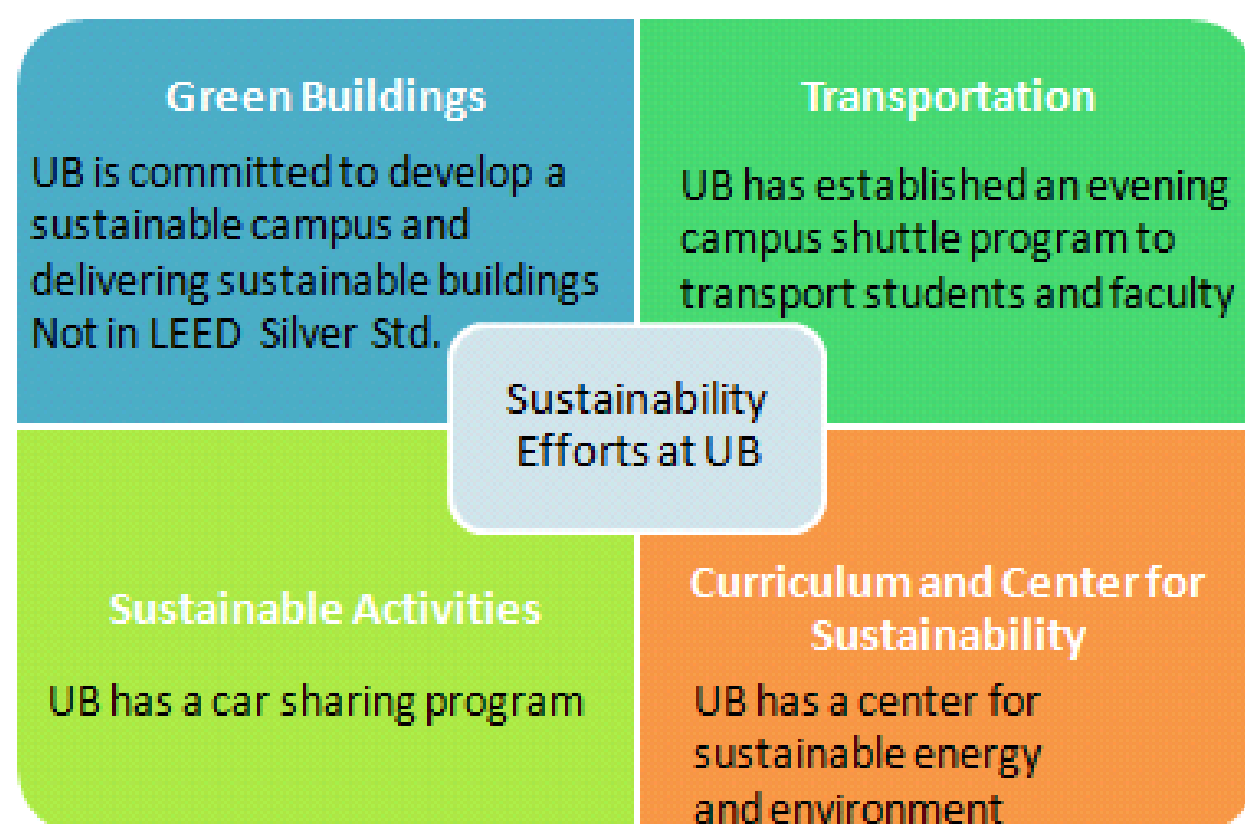 Green Buildings
UB is committed to develop a
sustainable campus and
delivering sustainable buildings
Not in LEED Silver Std.
Transportation
UB has established an evening
campus shuttle program to
transport students and faculty
Sustainability
Efforts at UB
Sustainable Activities
UB has a car sharing program
Curriculum and Center for
Sustainability
UB has a center for
sustainable energy
and environment